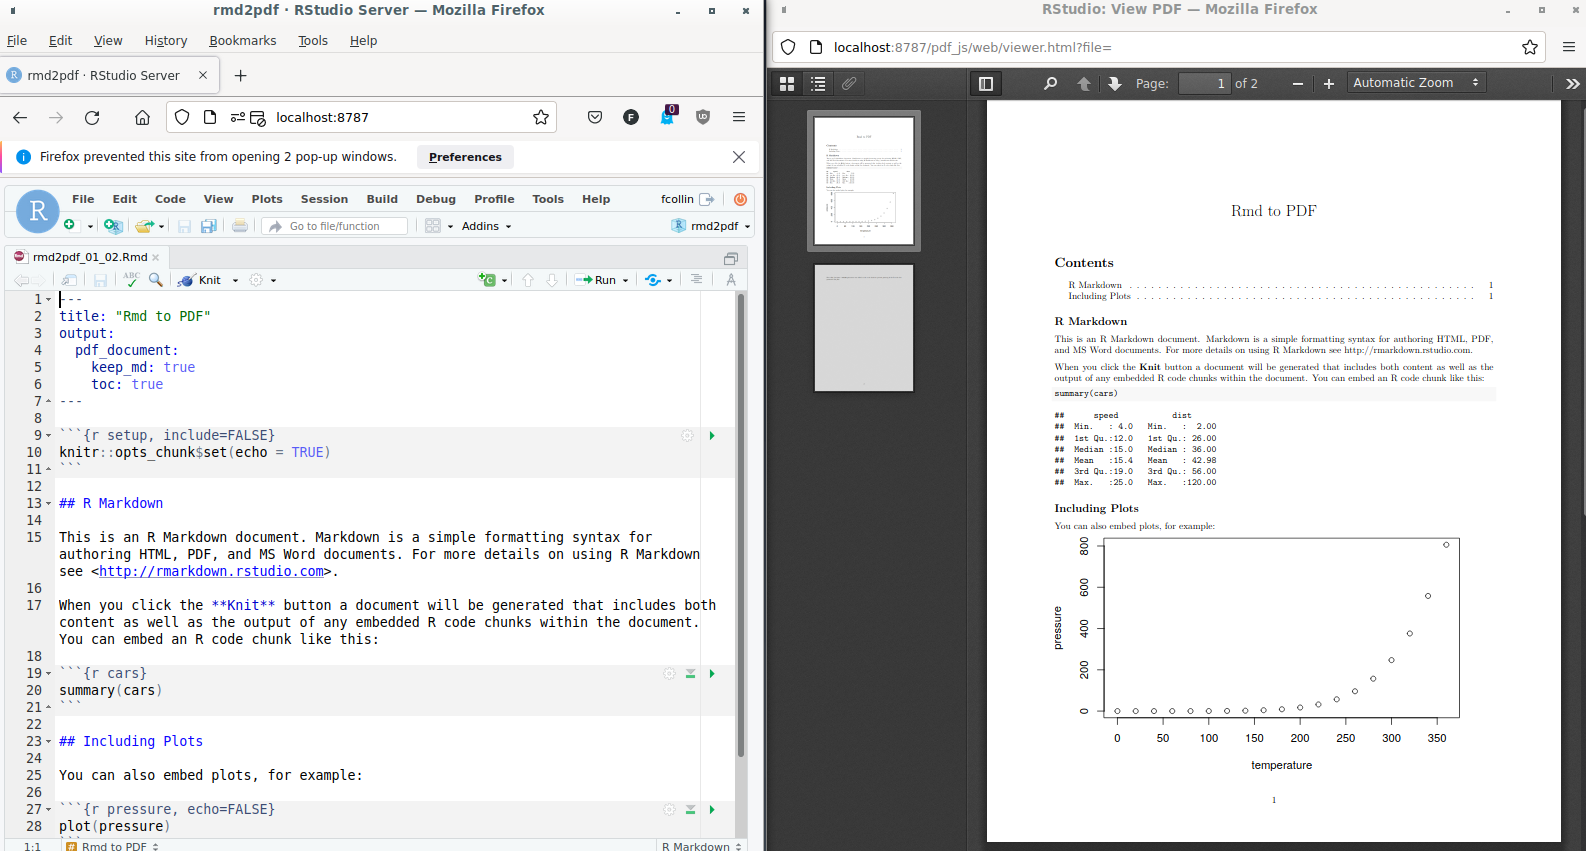 rmd2pdf · RStudio Server — Mozilla Firefox
File Edit View History Bookmarks Tools Help
rmd2pdf · RStudio Server
localhost:8787
F
0
UD
Firefox prevented this site from opening 2 pop-up windows. Preferences
R
File Edit Code View Plots Session Build Debug Profile Tools Help
fcollin
Go to file/function
Addins
rmd2pdf
rmd2pdf_01_02.Rmd
ABC
Knit
Run
1 ---
2 title: "Rmd to PDF"
3 output:
4 pdf_document:
5 keep_md: true
6 toc: true
7 ---
8
9 ```{r setup, include=FALSE}
10 knitr::opts_chunk$set(echo = TRUE)
11 ```
12
13 ## R Markdown
14
15 This is an R Markdown document. Markdown is a simple formatting syntax for
authoring HTML, PDF, and MS Word documents. For more details on using R Markdown
see <http://rmarkdown.rstudio.com>.
16
17 When you click the **Knit** button a document will be generated that includes both
content as well as the output of any embedded R code chunks within the document.
You can embed an R code chunk like this:
18
19 ```{r cars}
20 summary(cars)
21 ```
22
23 ## Including Plots
24
25 You can also embed plots, for example:
26
27 ```{r pressure, echo=FALSE}
28 plot(pressure)
1:1 # Rmd to PDF R Markdown
RStudio: View PDF — Mozilla Firefox
localhost:8787/pdf_js/web/viewer.html?file=
Page: 1 of 2 Automatic Zoom
Rmd to PDF
Contents
R Markdown . . . . . . . . . . . . . . . . . . . . . . . . . . . . . . . . . . . . 1
Including Plots . . . . . . . . . . . . . . . . . . . . . . . . . . . . . . . . . . . . 1
R Markdown
This is an R Markdown document. Markdown is a simple formatting syntax for authoring HTML, PDF,
and MS Word documents. For more details on using R Markdown see http://rmarkdown.rstudio.com.
When you click the Knit button a document will be generated that includes both content as well as the
output of any embedded R code chunks within the document. You can embed an R code chunk like this:
summary(cars)
## speed dist
## Min. : 4.0 Min. : 2.00
## 1st Qu.:12.0 1st Qu.: 26.00
## Median :15.0 Median : 36.00
## Mean :15.4 Mean : 42.98
## 3rd Qu.:19.0 3rd Qu.: 56.00
## Max. :25.0 Max. :120.00
Including Plots
You can also embed plots, for example:
pressure
800
600
400
200
0
0 50 100 150 200 250 300 350
temperature
1